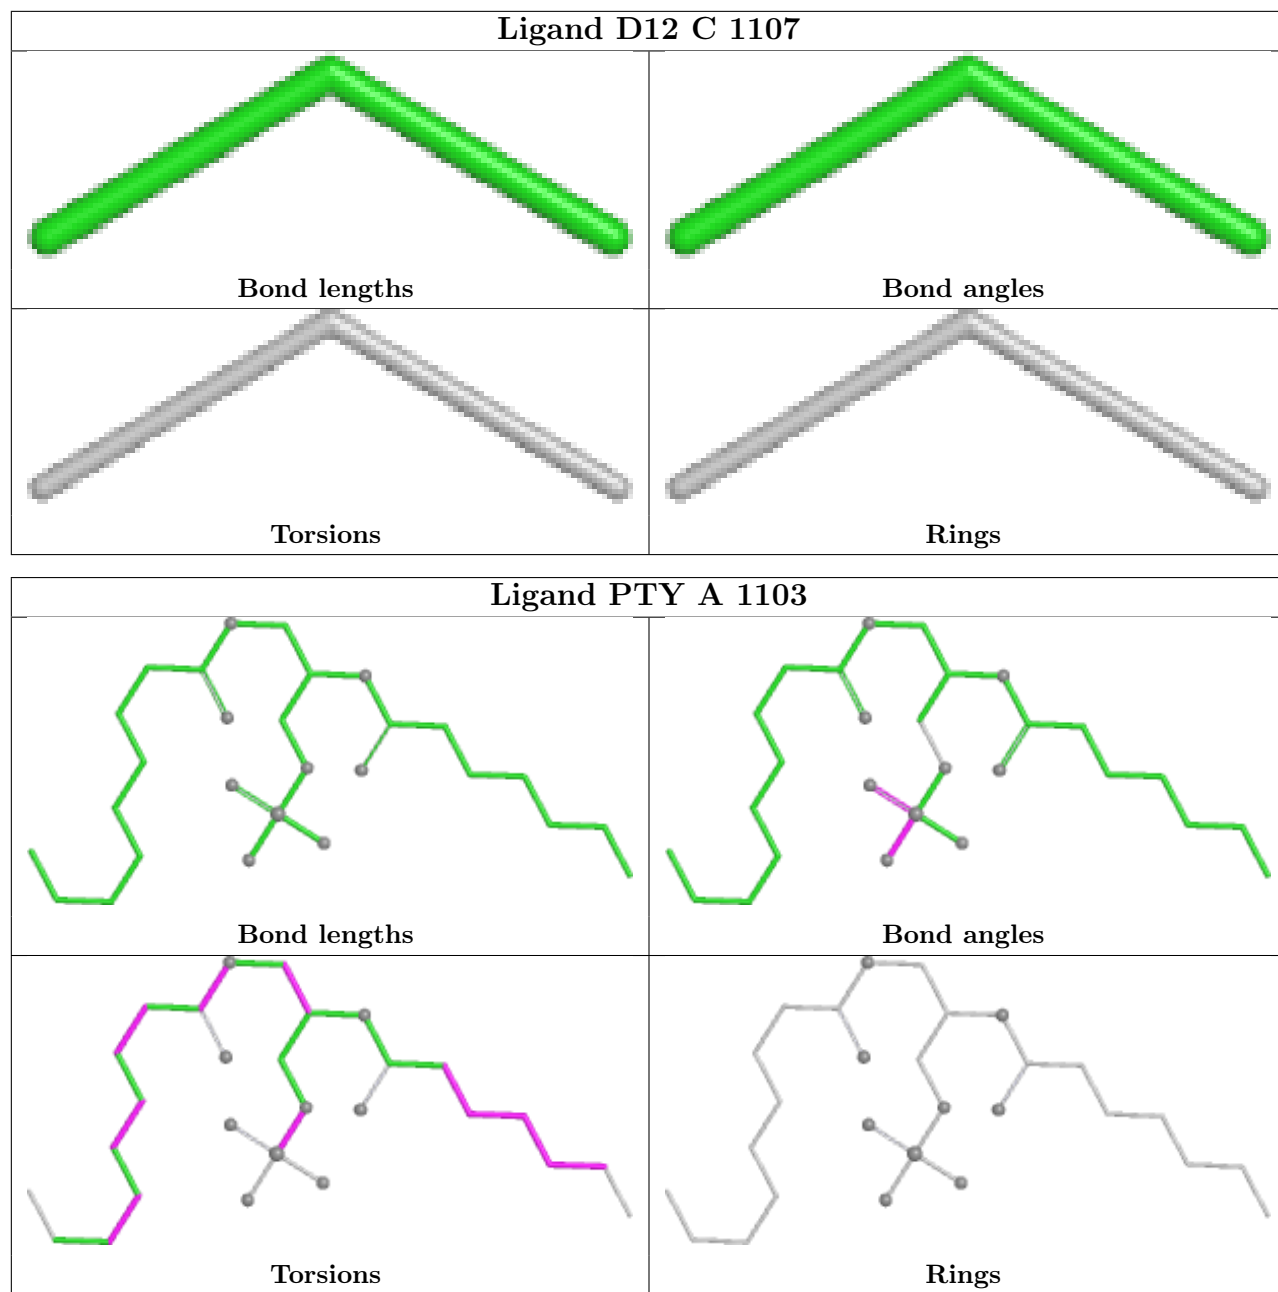 Ligand D12 C 1107
Bond lengths
Bond angles
Torsions
Rings
Ligand PTY A 1103
Bond lengths
Bond angles
Torsions
Rings